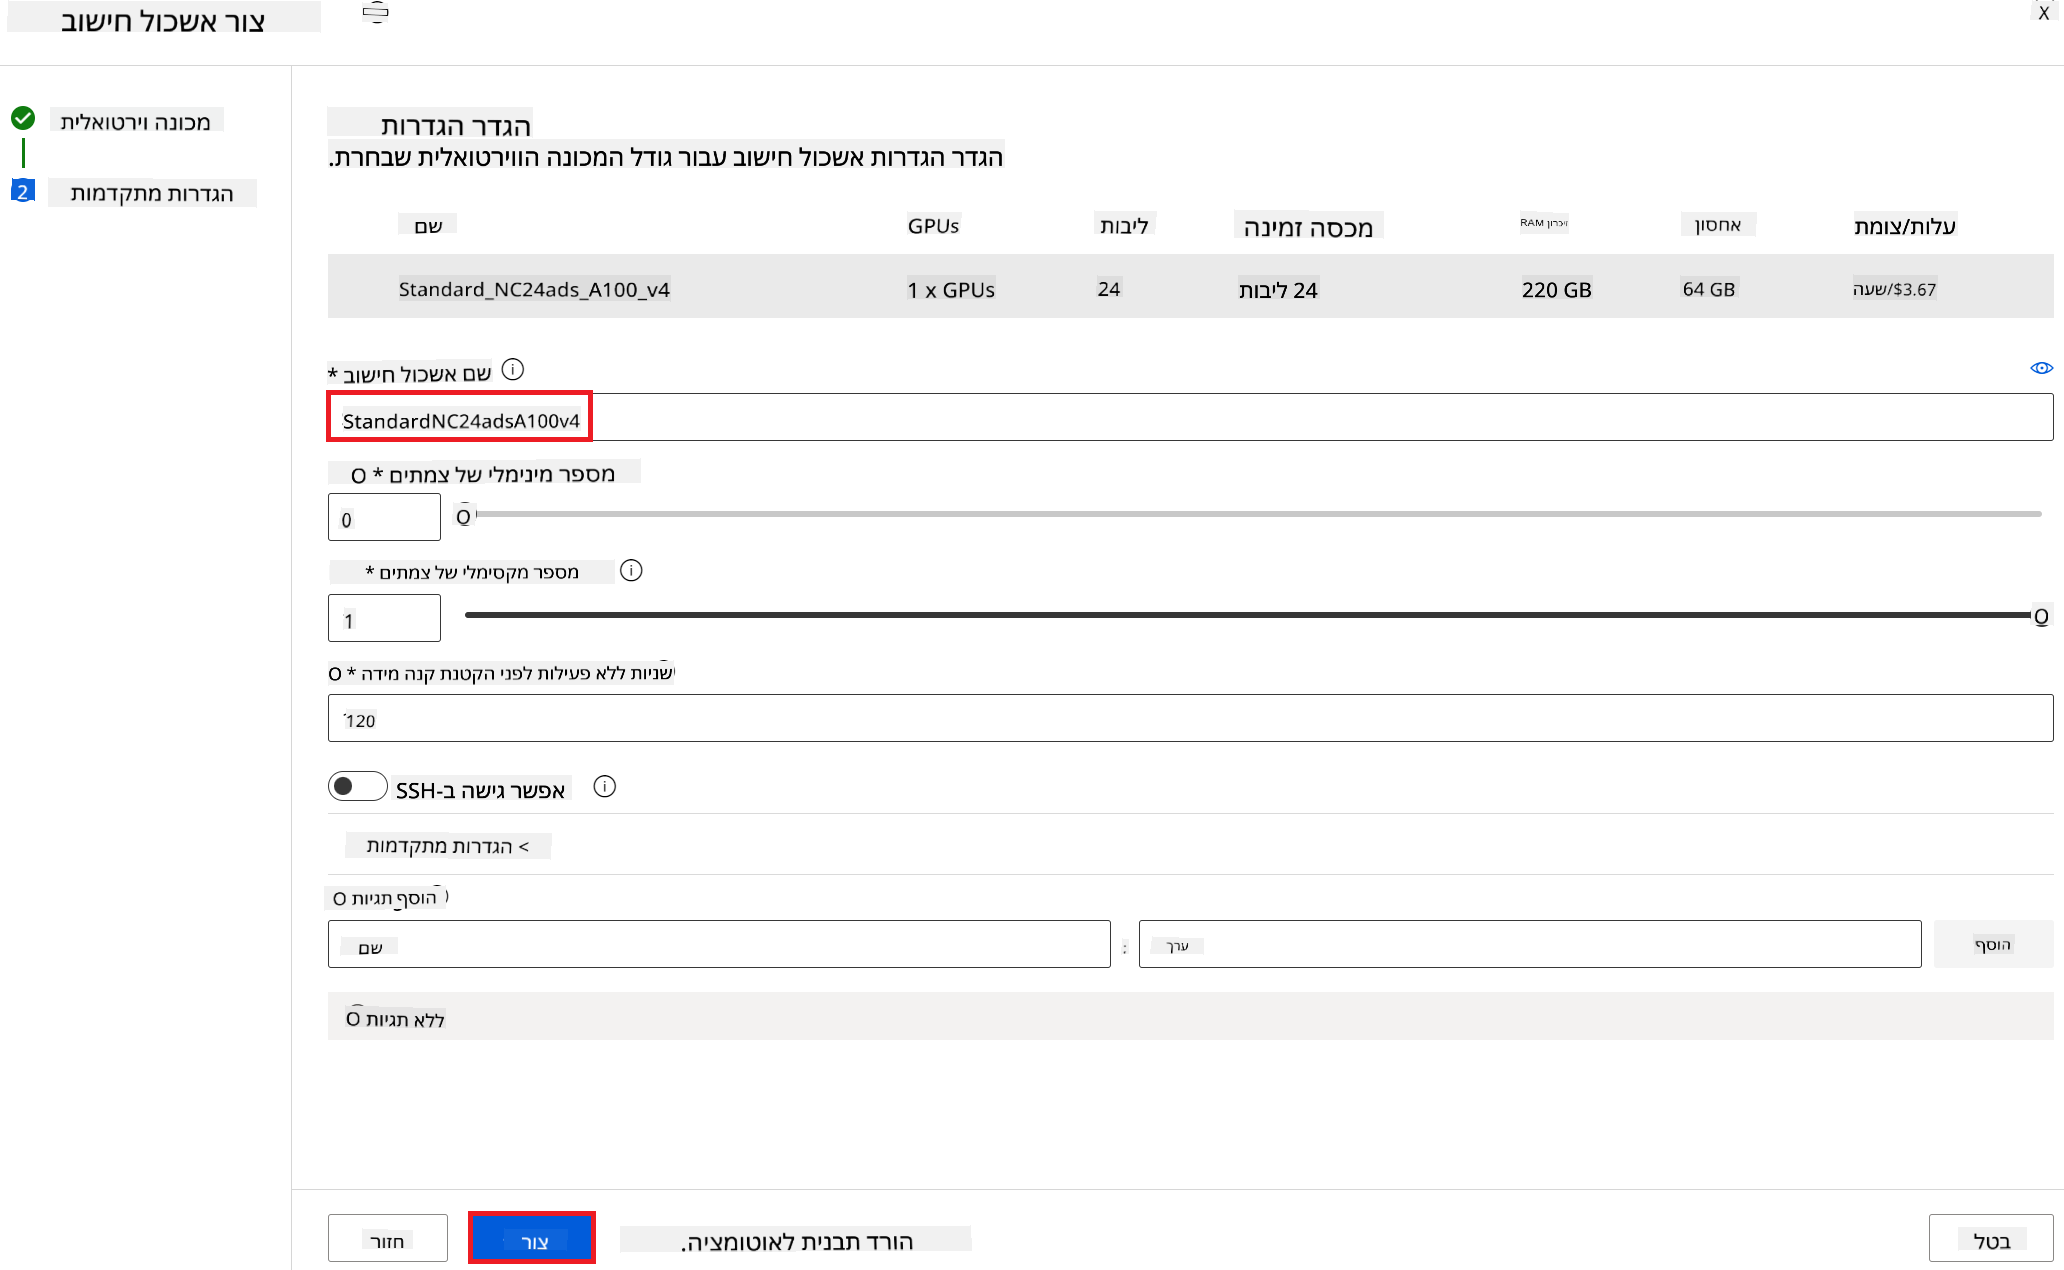 צור אשכול חישוב
X
מכונה וירטואלית
2 הגדרות מתקדמות
הגדר הגדרות
הגדר הגדרות אשכול חישוב עבור גודל המכונה הווירטואלית שבחרת.
שם GPUs ליבות מכסה זמינה זיכרון RAM אחסון עלות/צומת
Standard_NC24ads_A100_v4 1 x GPUs 24 24 ליבות 220 GB 64 GB $3.67/שעה
שם אשכול חישוב *
StandardNC24adsA100v4
מספר מינימלי של צמתים * O
0
מספר מקסימלי של צמתים *
1
שניות ללא פעילות לפני הקטנת קנה מידה * O
120
אפשר גישה ב-SSH
> הגדרות מתקדמות
הוסף תגיות O
שם : ערך הוסף
ללא תגיות O
חזור צור הורד תבנית לאוטומציה. בטל